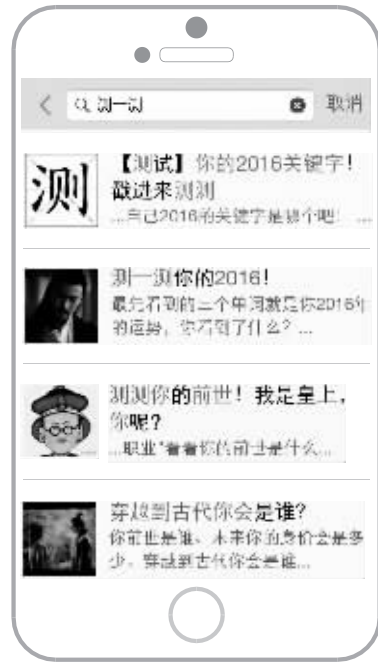 测一测
取消
测
【测试】你的2016关键字！
戳进来测测
...自己2016的关键字是哪个吧！ ...
测一测你的2016！
最先看到的三个单词就是你2016年
的运势，你看到了什么？...
测测你的前世！我是皇上，
你呢？
...职业"看看你的前世是什么...
穿越到古代你会是谁？
你前世是谁、未来你的身价会是多
少、穿越到古代你会是谁...